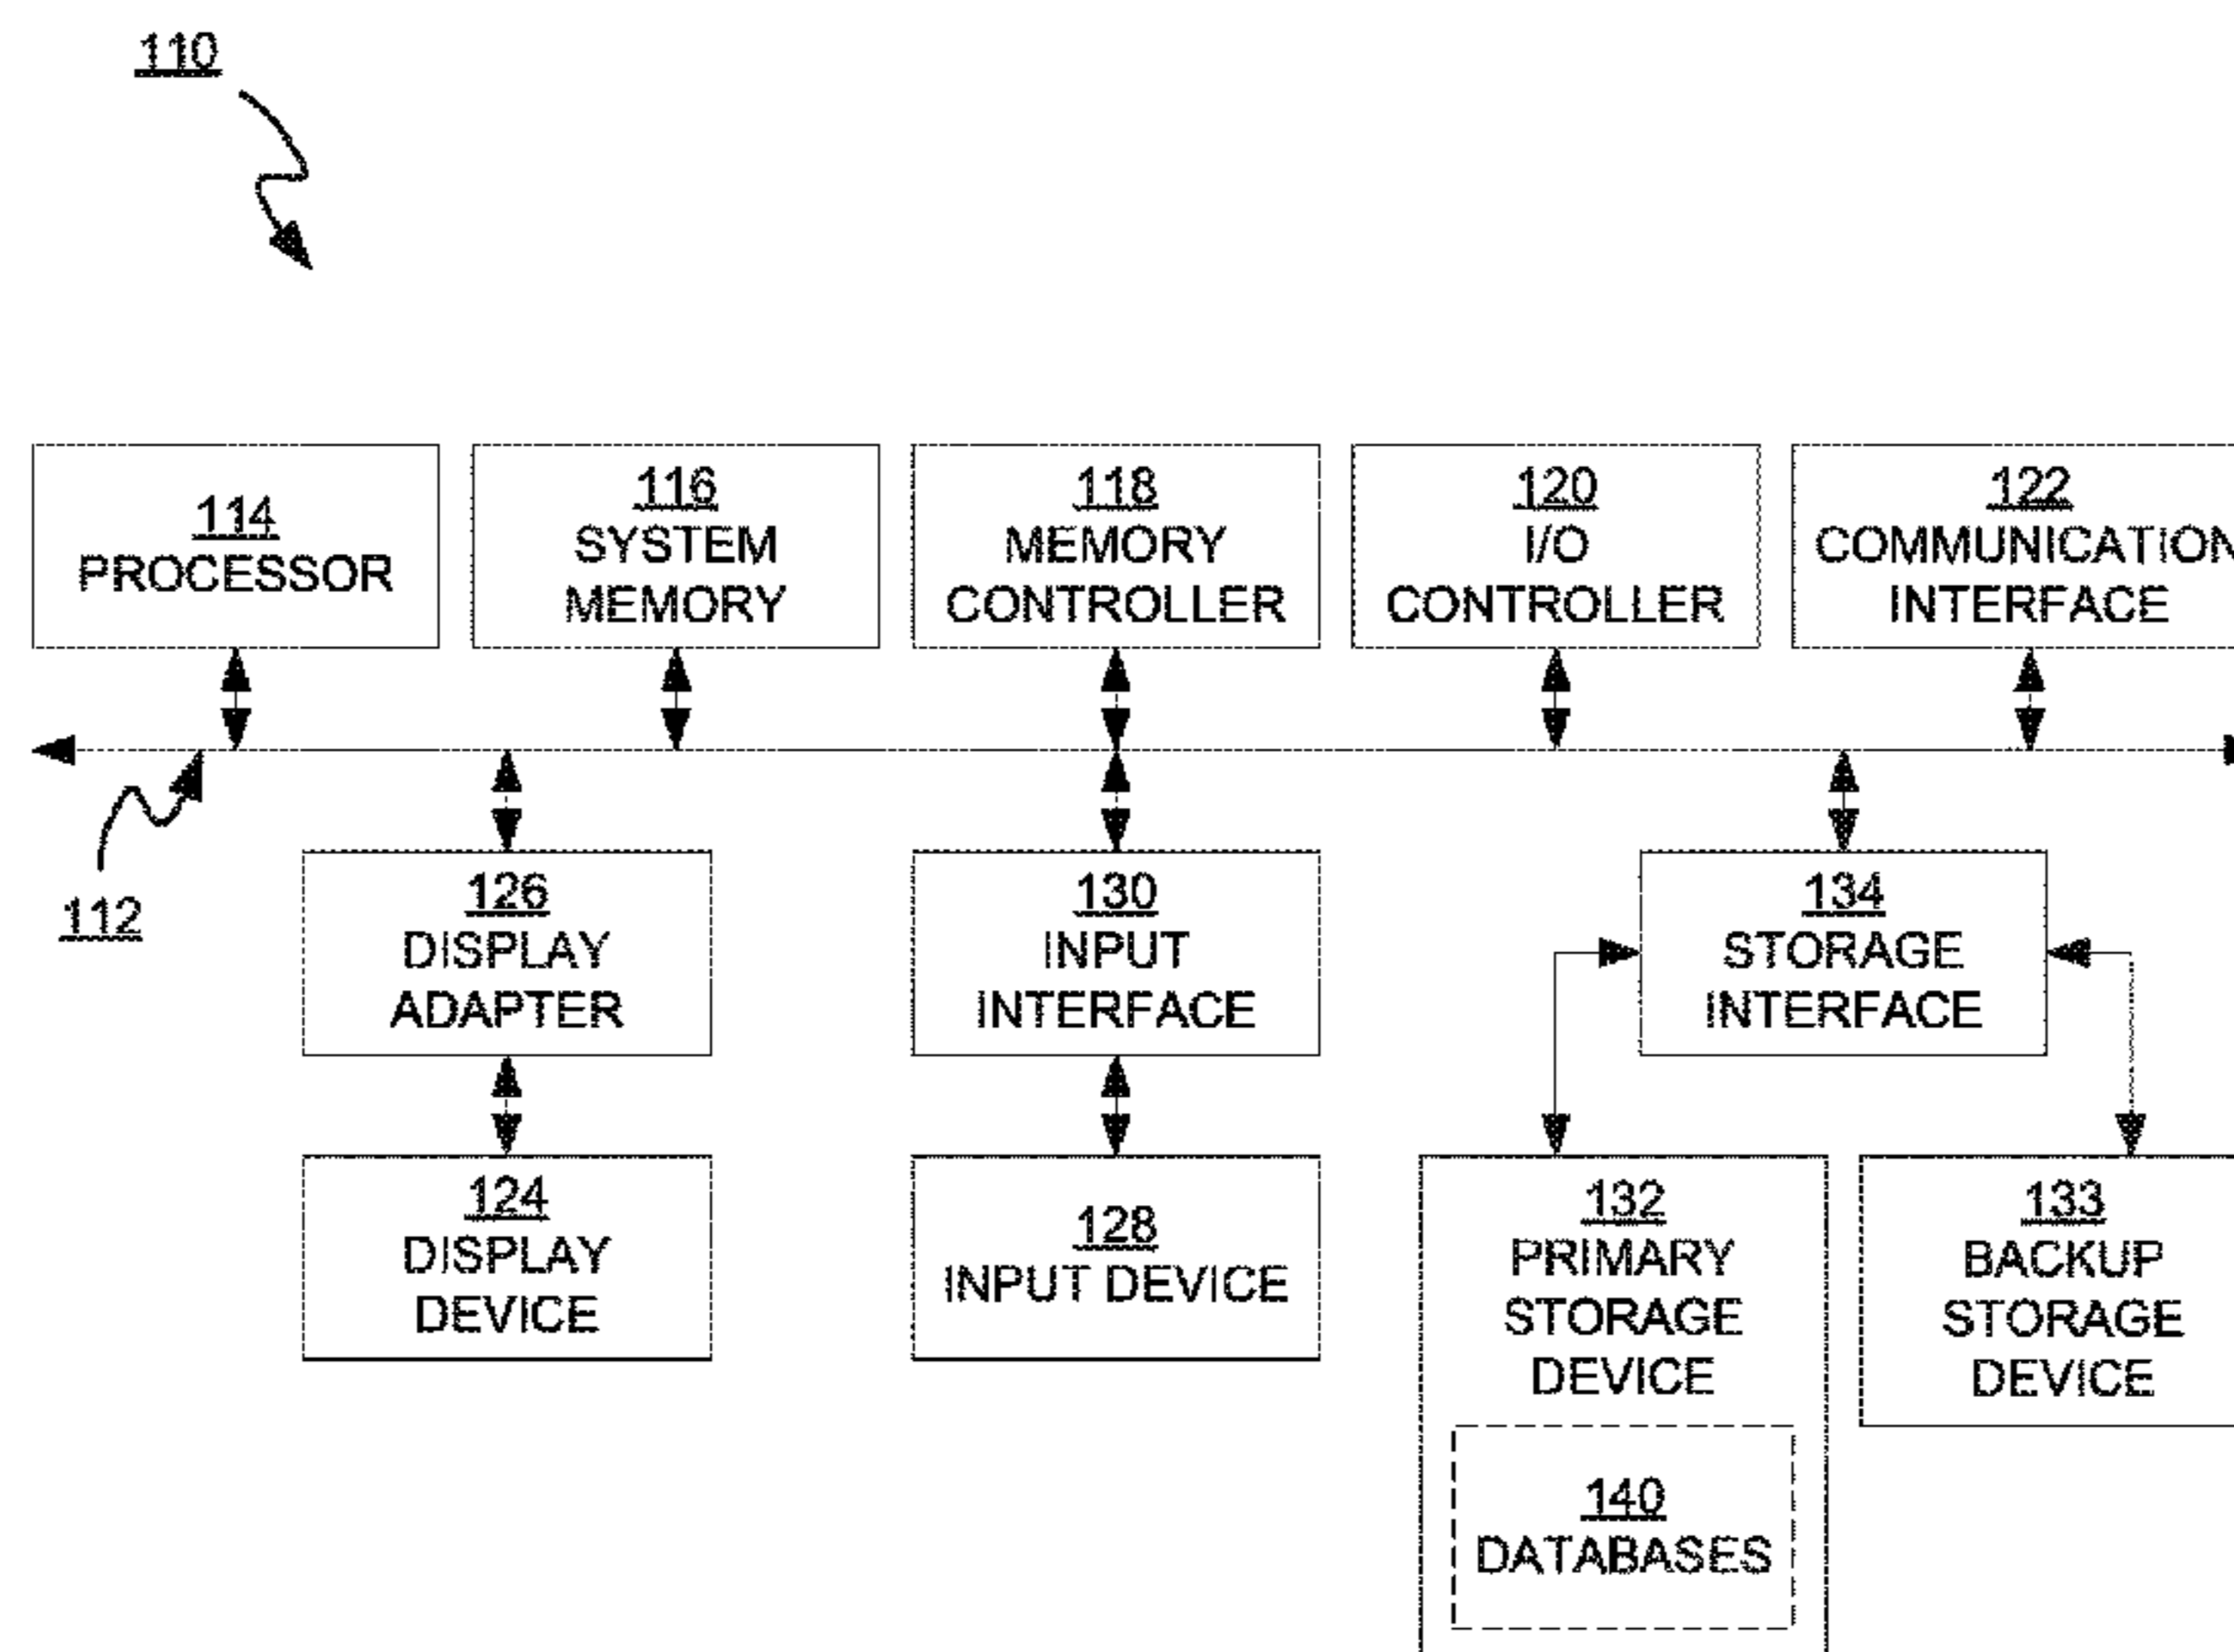 110
114
PROCESSOR
116
SYSTEM
MEMORY
118
MEMORY
CONTROLLER
120
I/O
CONTROLLER
122
COMMUNICATION
INTERFACE
112
126
DISPLAY
ADAPTER
130
INPUT
INTERFACE
134
STORAGE
INTERFACE
124
DISPLAY
DEVICE
128
INPUT DEVICE
132
PRIMARY
STORAGE
DEVICE
133
BACKUP
STORAGE
DEVICE
140
DATABASES